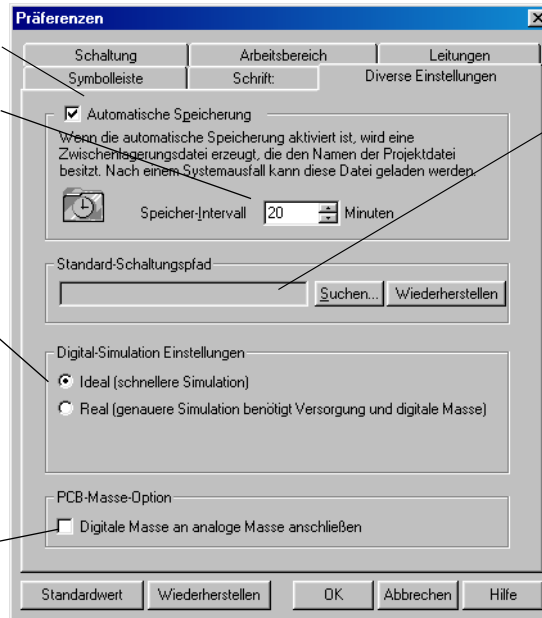 Präferenzen
Schaltung Arbeitsbereich Leitungen
Symbolleiste Schrift: Diverse Einstellungen
Automatische Speicherung
Wenn die automatische Speicherung aktiviert ist, wird eine
Zwischenlagerungsdatei erzeugt, die den Namen der Projektdatei
besitzt. Nach einem Systemausfall kann diese Datei geladen werden.
Speicher-Intervall 20 Minuten
Standard-Schaltungspfad
Suchen... Wiederherstellen
Digital-Simulation Einstellungen
Ideal (schnellere Simulation)
Real (genauere Simulation benötigt Versorgung und digitale Masse)
PCB-Masse-Option
Digitale Masse an analoge Masse anschließen
Standardwert Wiederherstellen OK Abbrechen Hilfe